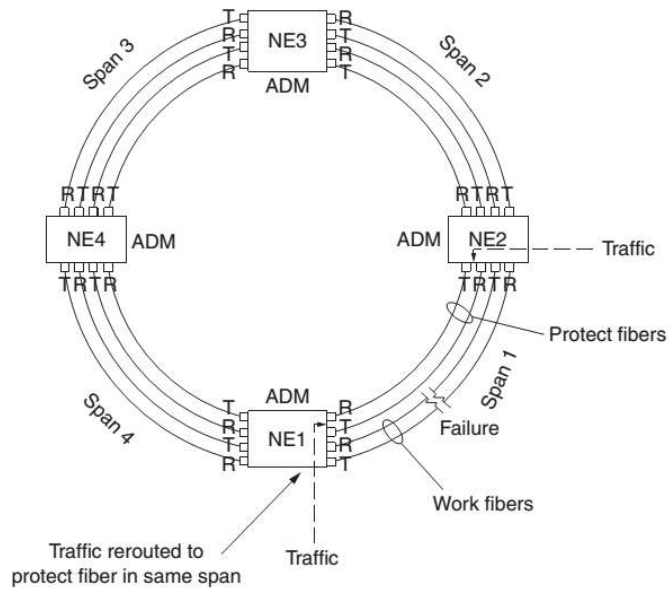 T NE3 R
R R
T R
R T
ADM
Span 3
Span 2
R T R T
R T R T
NE4
ADM
ADM
NE2
Traffic
T R T R
T R T R
Protect fibers
Span 1
Span 4
ADM
T R
R T
NE1
T R
R T
Failure
Work fibers
Traffic rerouted to
protect fiber in same span
Traffic